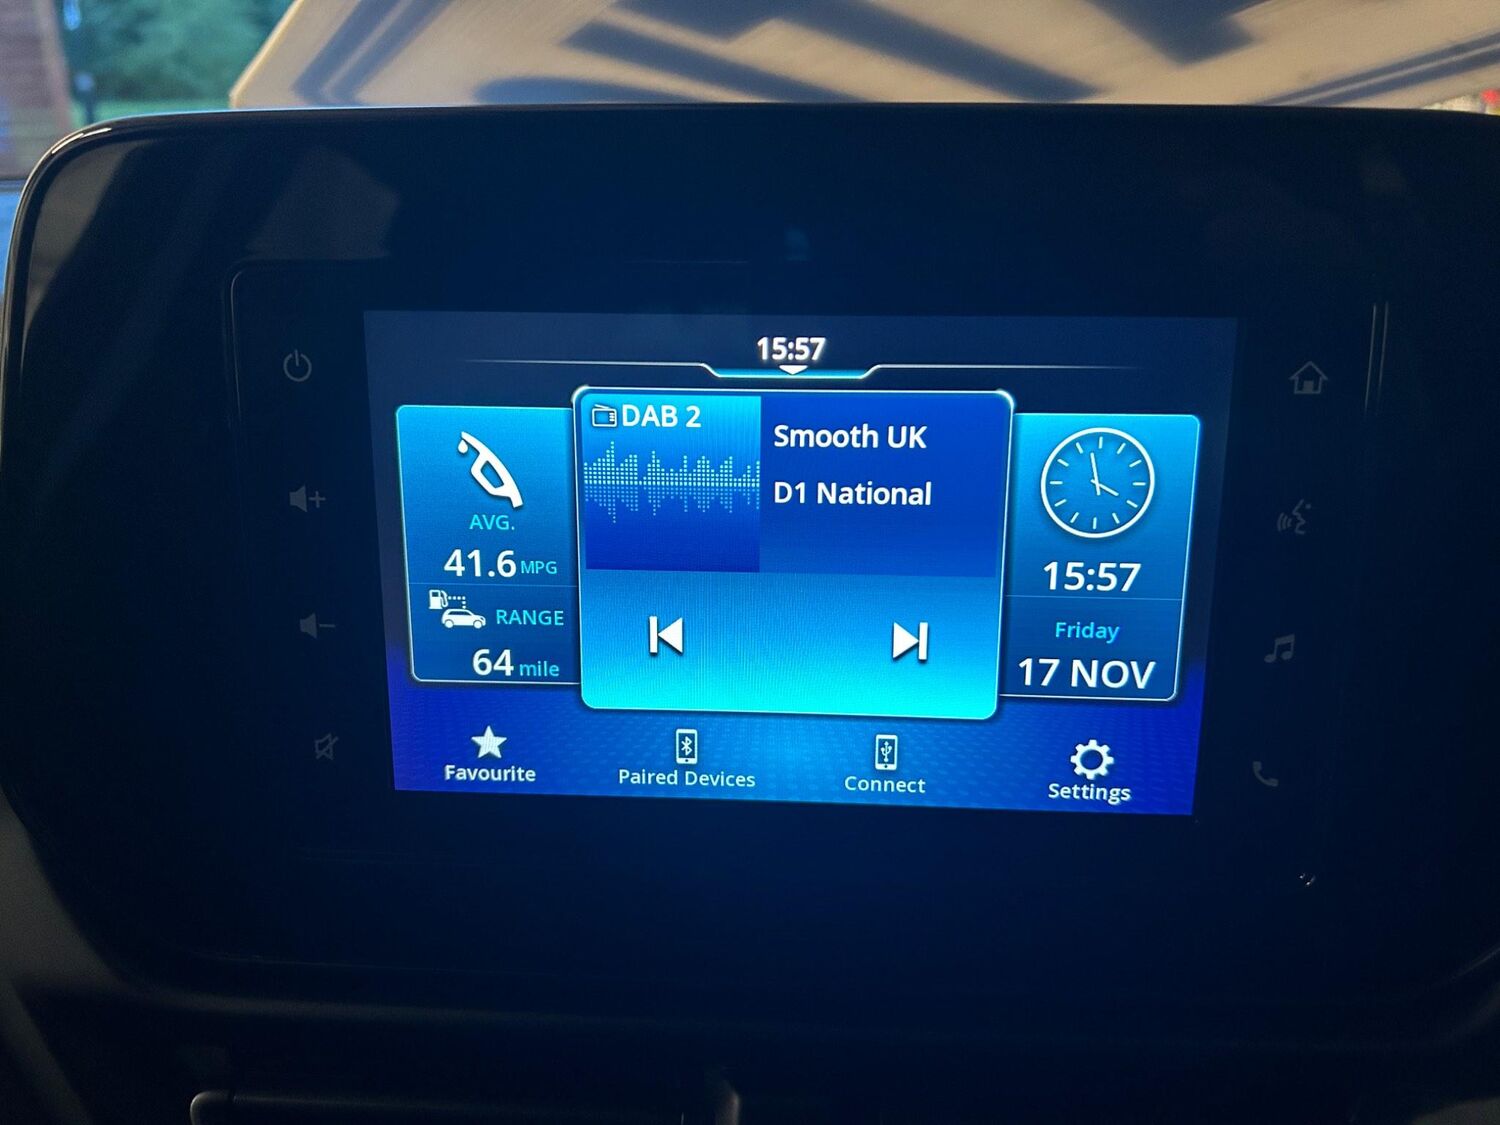 15:57
AVG.
41.6 MPG
RANGE
64 mile
DAB 2
Smooth UK
D1 National
15:57
Friday
17 NOV
Favourite
Paired Devices
Connect
Settings